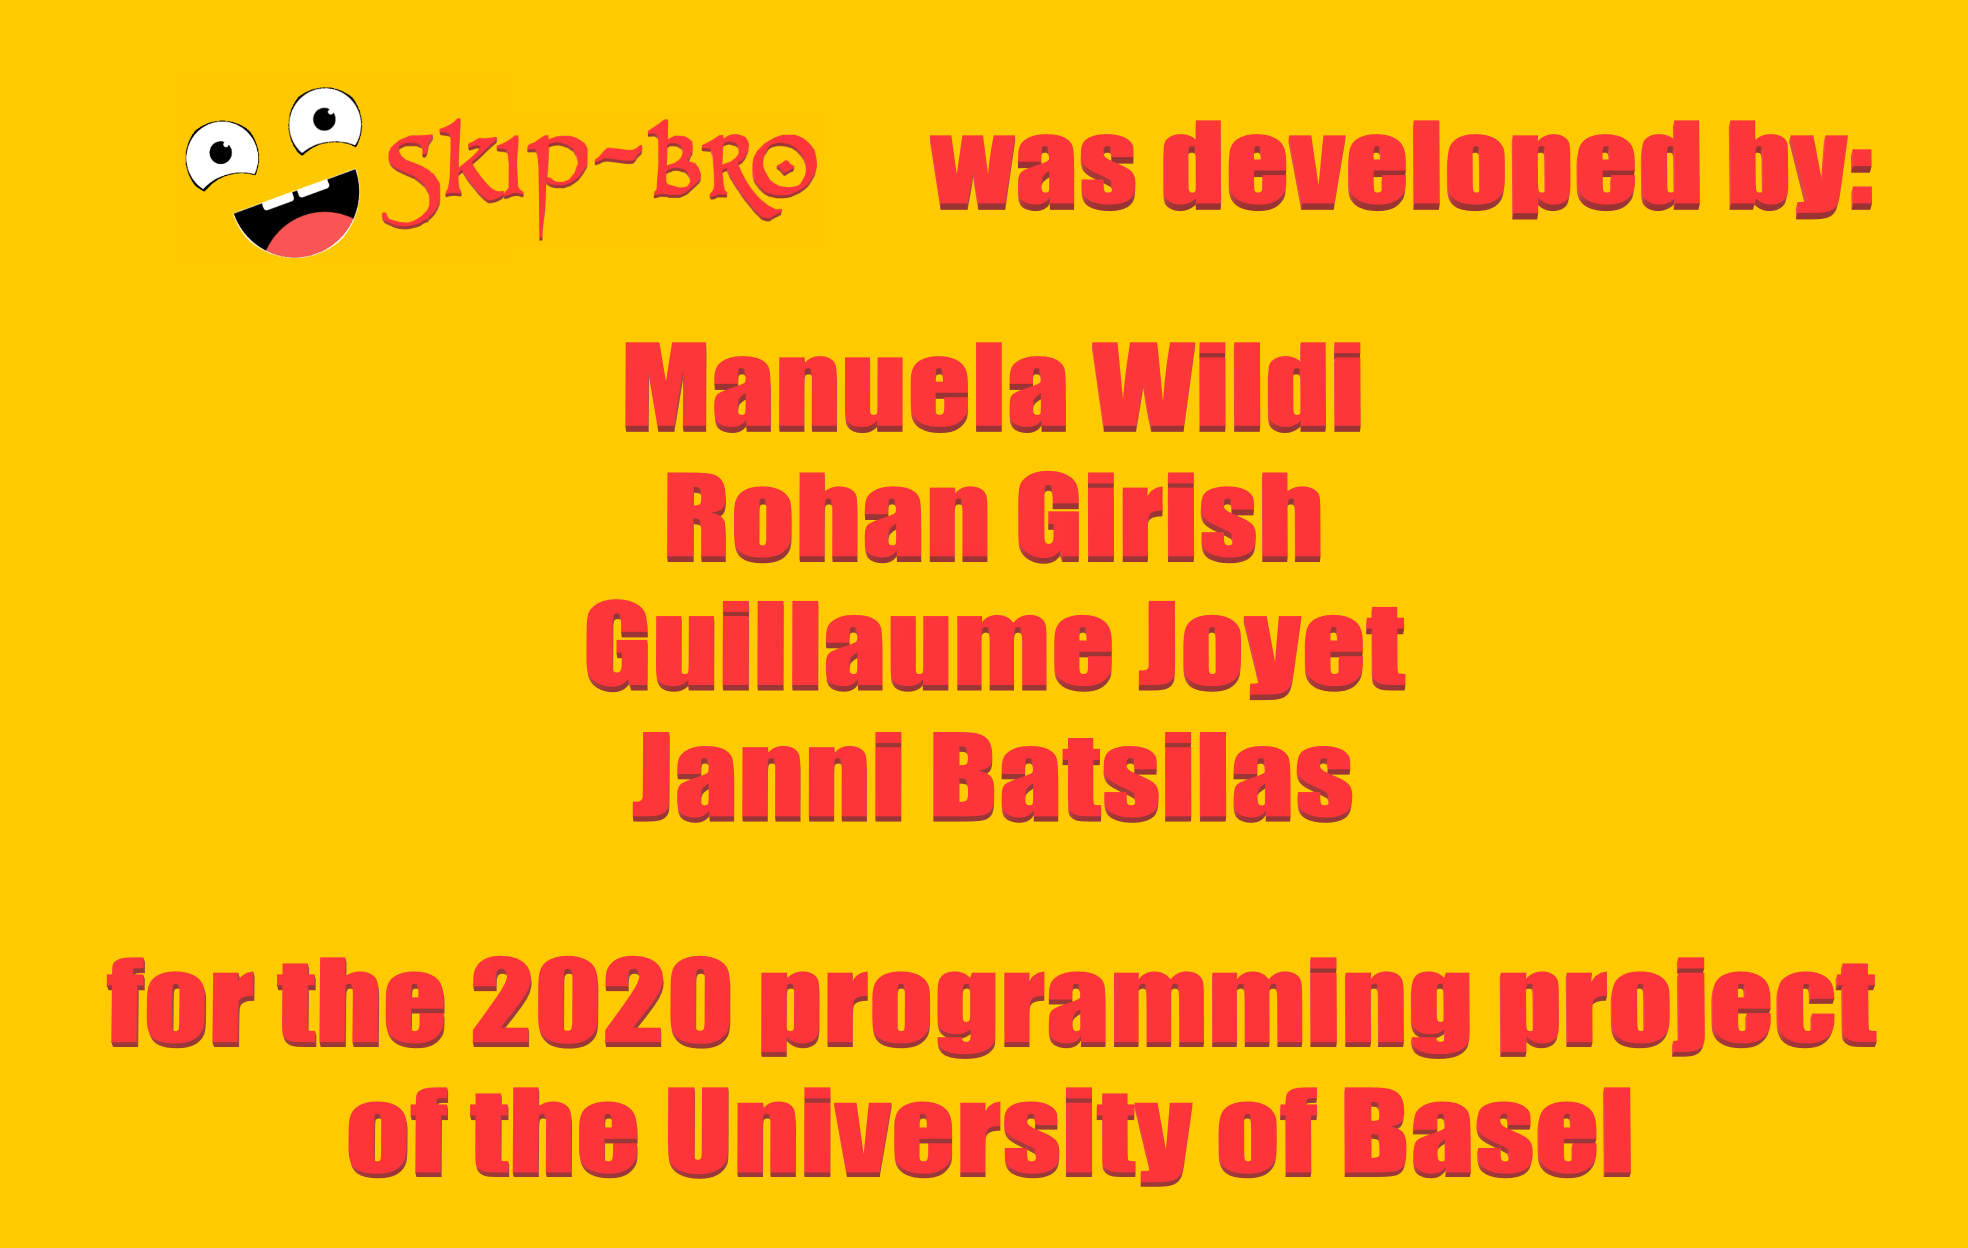 Skip-Bro was developed by:
Manuela Wildi
Rohan Girish
Guillaume Joyet
Janni Batsilas
for the 2020 programming project
of the University of Basel